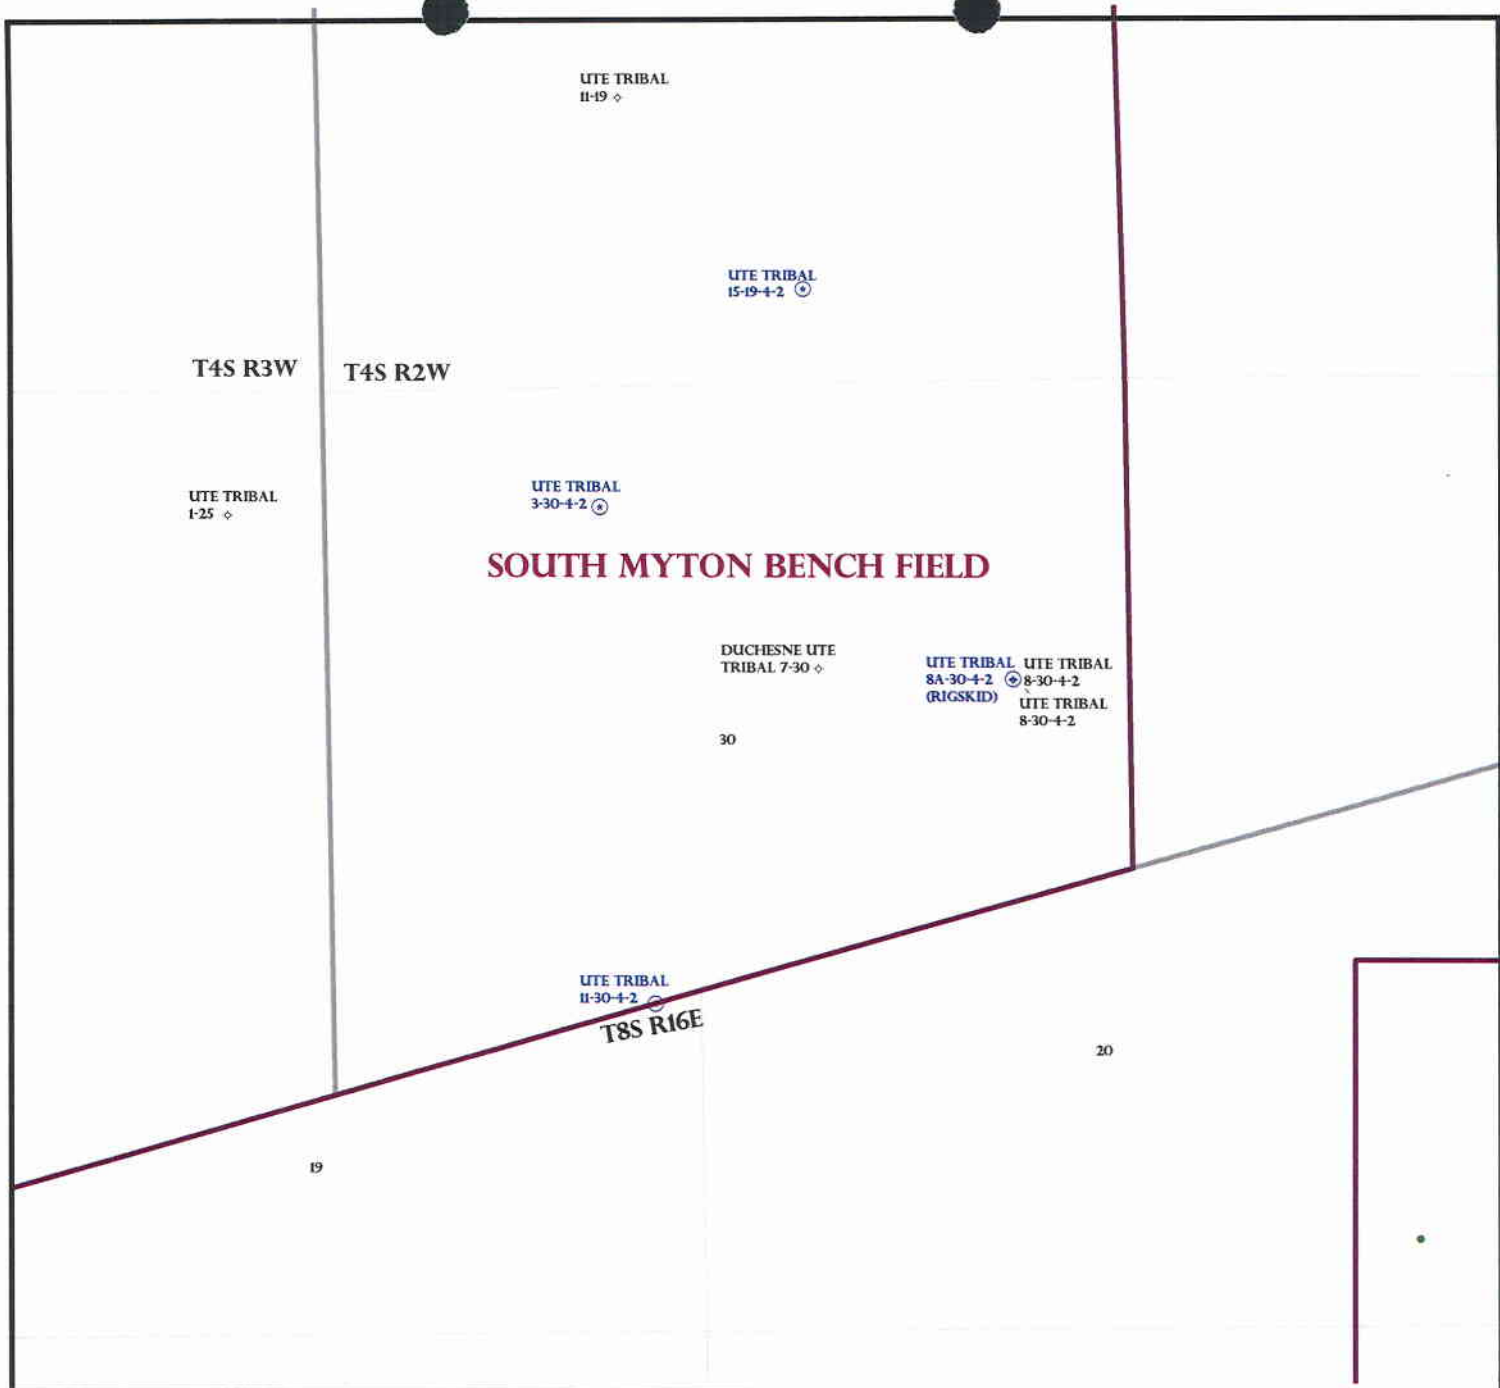 UTE TRIBAL
11-19
UTE TRIBAL
15-19-4-2
T4S R3W
T4S R2W
UTE TRIBAL
3-30-4-2
UTE TRIBAL
1-25
SOUTH MYTON BENCH FIELD
DUCHESNE UTE
TRIBAL 7-30
UTE TRIBAL
8A-30-4-2
(RIGSKID)
UTE TRIBAL
8-30-4-2
UTE TRIBAL
8-30-4-2
30
UTE TRIBAL
11-30-4-2
T8S R16E
20
19